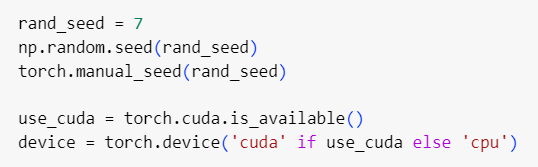 rand_seed = 7
np.random.seed(rand_seed)
torch.manual_seed(rand_seed)
use_cuda = torch.cuda.is_available()
device = torch.device('cuda' if use_cuda else 'cpu')